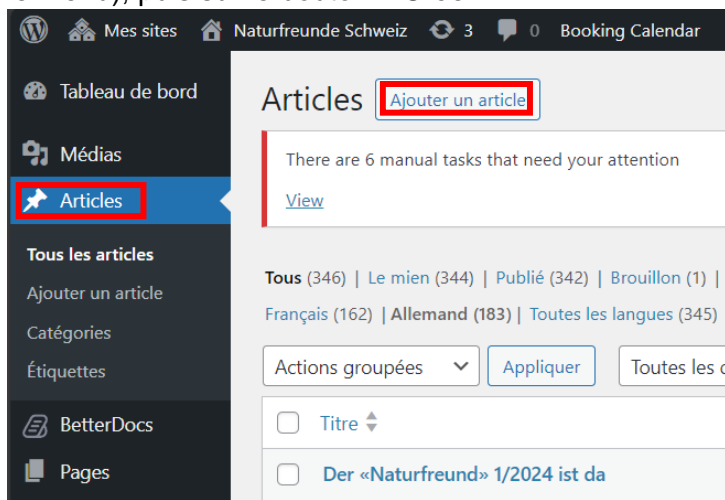 Mes sites Naturfreunde Schweiz 3 0 Booking Calendar
Tableau de bord
Médias
Articles
Tous les articles
Ajouter un article
Catégories
Étiquettes
BetterDocs
Pages
Articles Ajouter un article
There are 6 manual tasks that need your attention
View
Tous (346) | Le mien (344) | Publié (342) | Brouillon (1) |
Français (162) | Allemand (183) | Toutes les langues (345)
Actions groupées Appliquer Toutes les
Titre
Der «Naturfreund» 1/2024 ist da